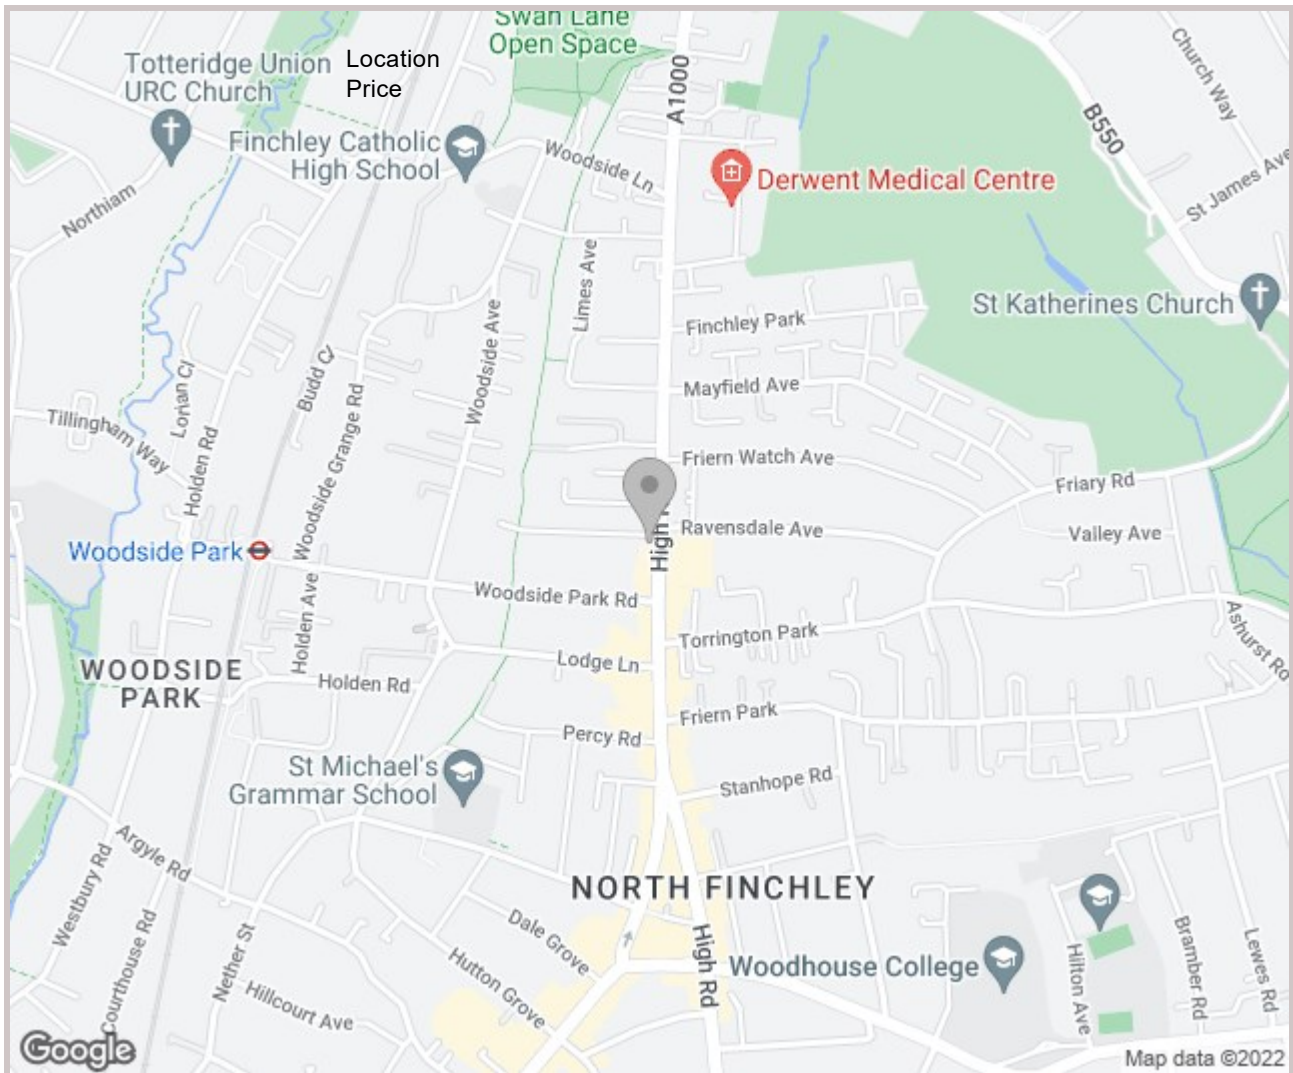 Swan Lane
Open Space
Location
Price
Totteridge Union
URC Church
A1000
Church Way
B550
Finchley Catholic
High School
Woodside Ln
Derwent Medical Centre
St James Ave
Northiam
Limes Ave
St Katherines Church
Finchley Park
Woodside Ave
Mayfield Ave
Budd Cl
Lorian Cl
Woodside Grange Rd
Tillingham Way
Holden Rd
Friern Watch Ave
Friary Rd
High
Ravensdale Ave
Valley Ave
Woodside Park
Woodside Park Rd
Holden Ave
Torrington Park
Ashurst Ro
Lodge Ln
WOODSIDE
PARK
Holden Rd
Friern Park
Percy Rd
St Michael's
Grammar School
Stanhope Rd
Argyle Rd
Westbury Rd
NORTH FINCHLEY
Dale Grove
High Rd
Courthouse Rd
Nether St
Hutton Grove
Woodhouse College
Hilton Ave
Bramber Rd
Lewes Rd
Hillcourt Ave
Google
Map data ©2022